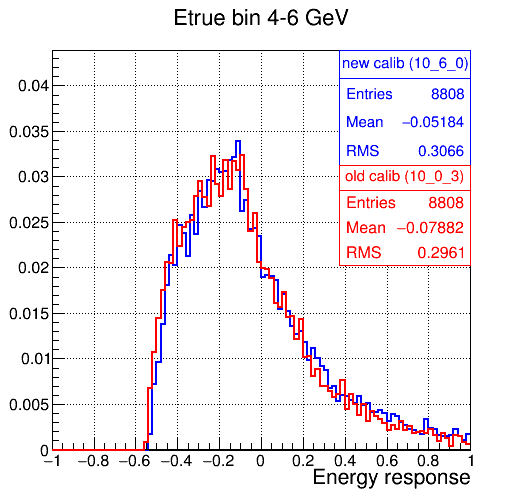 Etrue bin 4-6 GeV
new calib (10_6_0)
Entries 8808
Mean −0.05184
RMS 0.3066
old calib (10_0_3)
Entries 8808
Mean −0.07882
RMS 0.2961
0.04
0.035
0.03
0.025
0.02
0.015
0.01
0.005
0
−1 −0.8 −0.6 −0.4 −0.2 0 0.2 0.4 0.6 0.8 1
Energy response